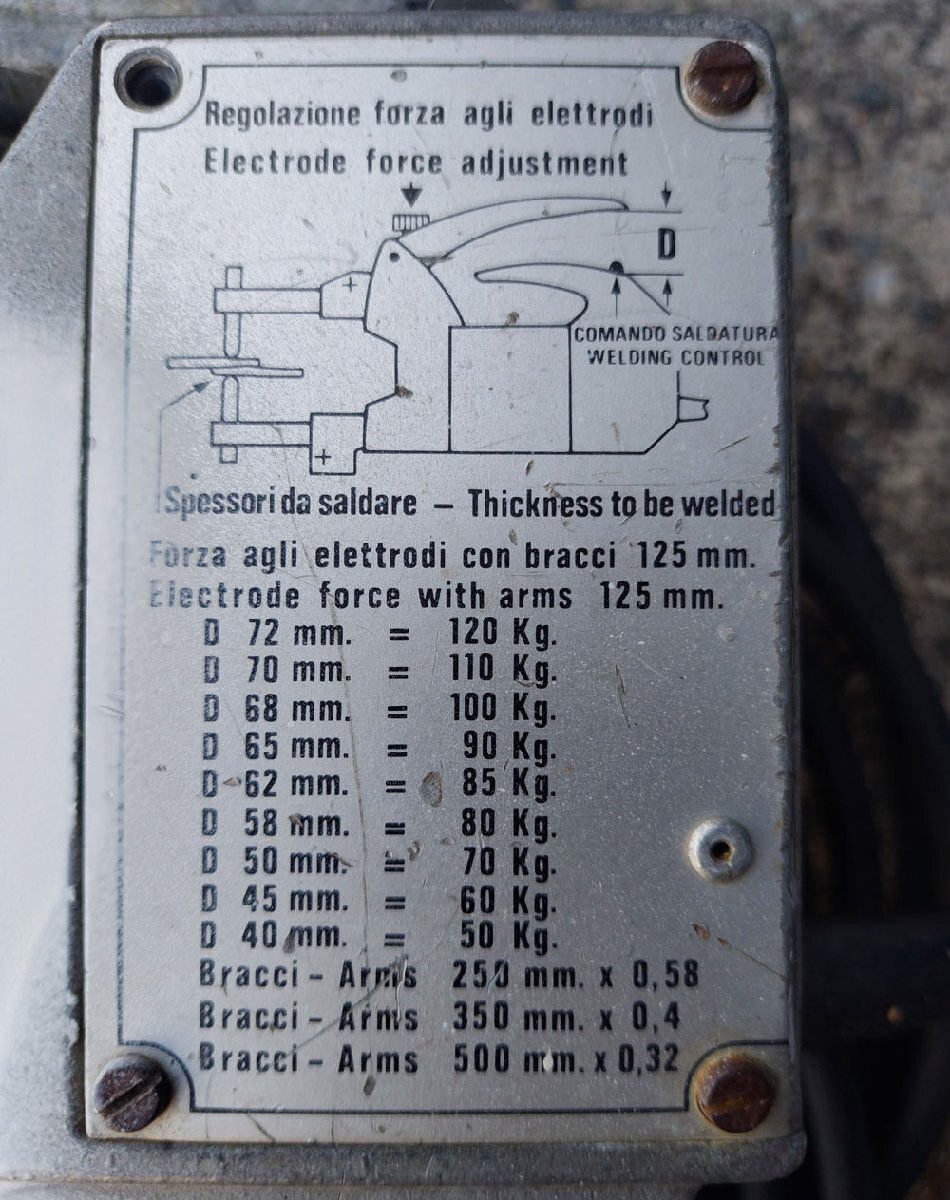 Regolazione forza agli elettrodi
Electrode force adjustment
D
COMANDO SALDATURA
WELDING CONTROL
+
+
Spessori da saldare – Thickness to be welded
Forza agli elettrodi con bracci 125 mm.
Electrode force with arms 125 mm.
D 72 mm. = 120 Kg.
D 70 mm. = 110 Kg.
D 68 mm. = 100 Kg.
D 65 mm. = 90 Kg.
D 62 mm. = 85 Kg.
D 58 mm. = 80 Kg.
D 50 mm. = 70 Kg.
D 45 mm. = 60 Kg.
D 40 mm. = 50 Kg.
Bracci – Arms 250 mm. x 0,58
Bracci – Arms 350 mm. x 0,4
Bracci – Arms 500 mm. x 0,32